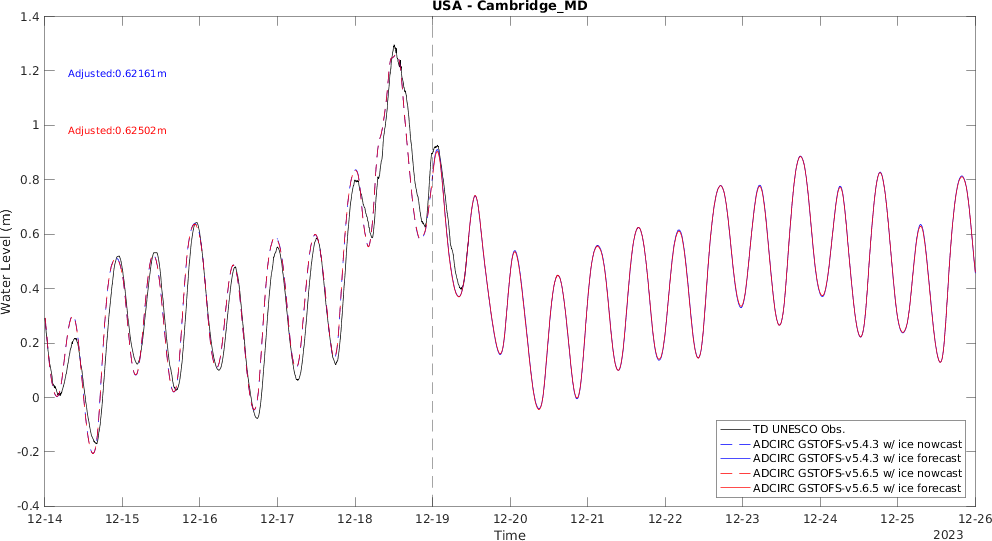 USA - Cambridge_MD
Adjusted:0.62161m
Adjusted:0.62502m
Water Level (m)
1.4
1.2
1
0.8
0.6
0.4
0.2
0
-0.2
-0.4
TD UNESCO Obs.
ADCIRC GSTOFS-v5.4.3 w/ ice nowcast
ADCIRC GSTOFS-v5.4.3 w/ ice forecast
ADCIRC GSTOFS-v5.6.5 w/ ice nowcast
ADCIRC GSTOFS-v5.6.5 w/ ice forecast
12-14 12-15 12-16 12-17 12-18 12-19 12-20 12-21 12-22 12-23 12-24 12-25 12-26
Time
2023